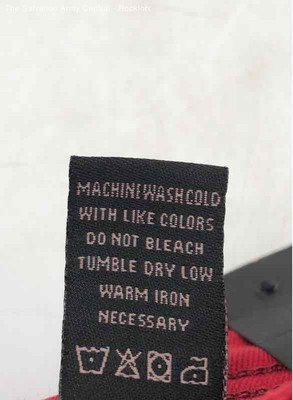 MACHINE WASH COLD
WITH LIKE COLORS
DO NOT BLEACH
TUMBLE DRY LOW
WARM IRON
NECESSARY